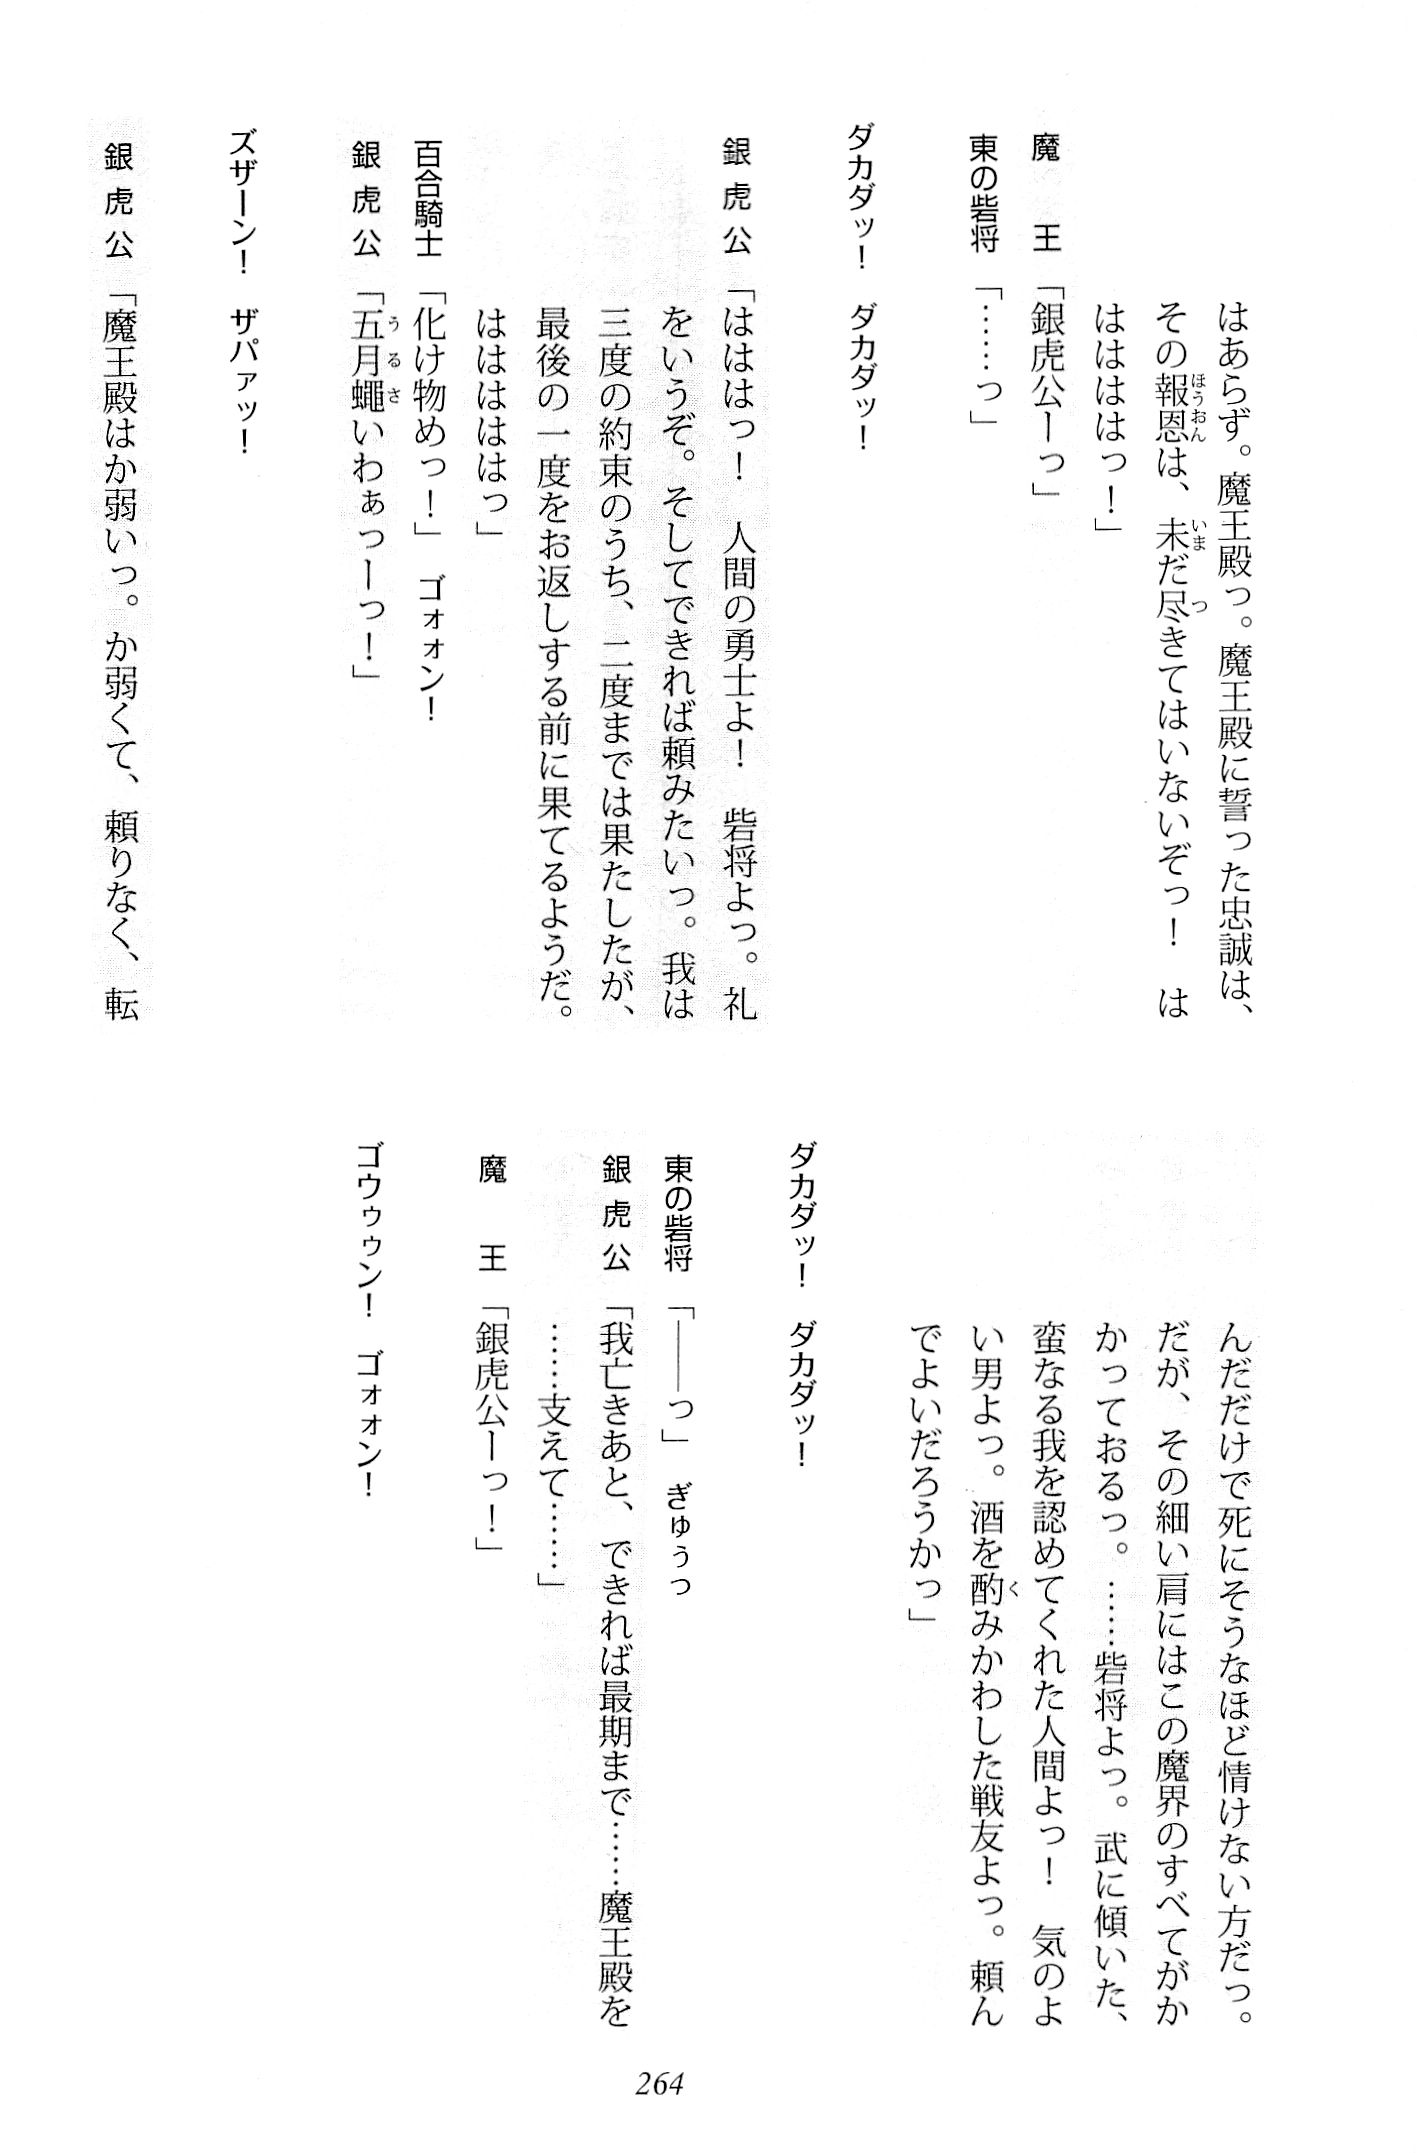 はあらず。魔王殿っ。魔王殿に誓った忠誠は、
その報恩は、未だ尽きてはいないぞっ！　は
はははははっ！」
魔　　王「銀虎公ーっ」
東の砦将「……っ」
ダカダッ！　ダカダッ！
銀 虎 公「はははっ！　人間の勇士よ！　砦将よっ。礼
をいうぞ。そしてできれば頼みたいっ。我は
三度の約束のうち、二度までは果たしたが、
最後の一度をお返しする前に果てるようだ。
ははははははっ」
百合騎士「化け物めっ！」　ゴォォン！
銀 虎 公「五月蠅いわぁっーっ！」
ズザーン！　ザパァッ！
銀 虎 公「魔王殿はか弱いっ。か弱くて、頼りなく、転
んだだけで死にそうなほど情けない方だっ。
だが、その細い肩にはこの魔界のすべてがか
かっておるっ。……砦将よっ。武に傾いた、
蛮なる我を認めてくれた人間よっ！　気のよ
い男よっ。酒を酌みかわした戦友よっ。頼ん
でよいだろうかっ」
ダカダッ！　ダカダッ！
東の砦将「――っ」　ぎゅぅっ
銀 虎 公「我亡きあと、できれば最期まで……魔王殿を
……支えて……」
魔　　王「銀虎公ーっ！」
ゴウゥゥン！　ゴォォン！
264